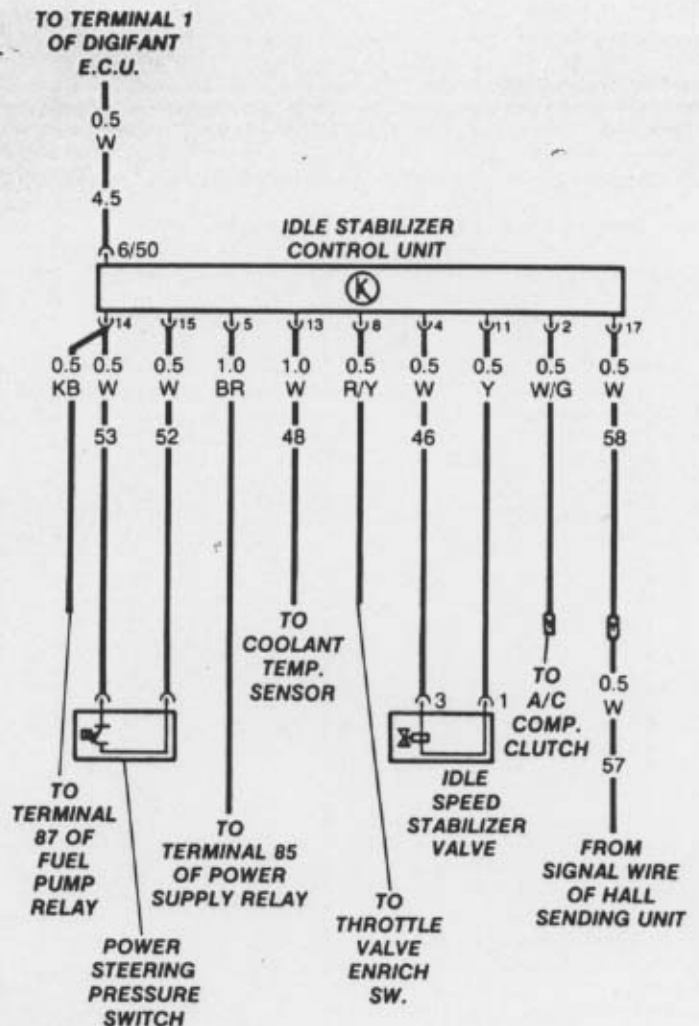 TO TERMINAL 1
OF DIGIFANT
E.C.U.
0.5
W
4.5
6/50
IDLE STABILIZER
CONTROL UNIT
K
14 15 5 13 8 4 11 2 17
0.5 0.5 0.5 1.0 1.0 0.5 0.5 0.5 0.5 0.5
KB W W BR W R/Y W Y W/G W
53 52 48 46 58
TO
COOLANT
TEMP.
SENSOR
3 1
TO
A/C
COMP.
CLUTCH
0.5
W
57
TO
TERMINAL
87 OF
FUEL
PUMP
RELAY
POWER
STEERING
PRESSURE
SWITCH
TO
TERMINAL 85
OF POWER
SUPPLY RELAY
TO
THROTTLE
VALVE
ENRICH
SW.
IDLE
SPEED
STABILIZER
VALVE
FROM
SIGNAL WIRE
OF HALL
SENDING UNIT